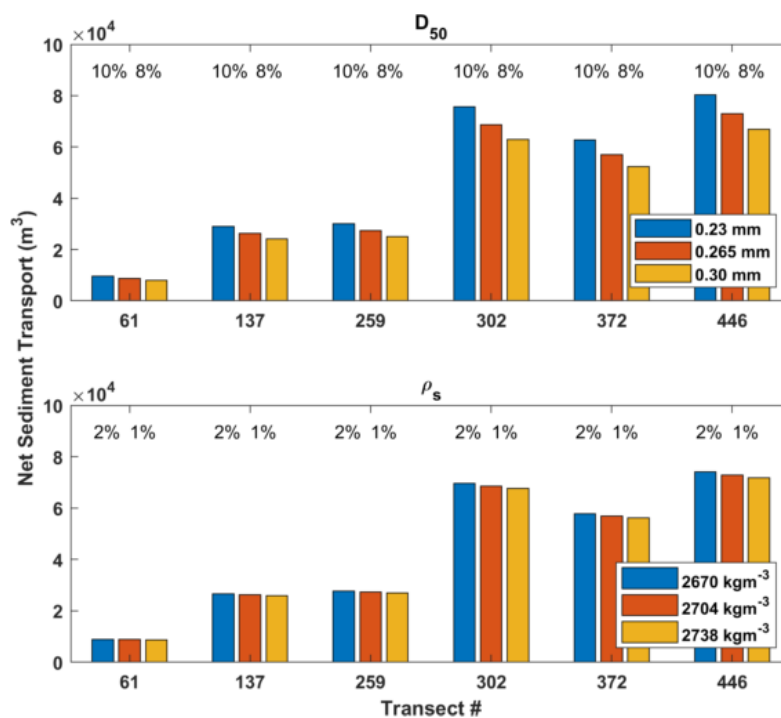 D50
×10^4
10% 8% 10% 8% 10% 8% 10% 8% 10% 8% 10% 8%
10
8
6
4
2
0
0.23 mm
0.265 mm
0.30 mm
61 137 259 302 372 446
Net Sediment Transport (m^3)
ρs
×10^4
2% 1% 2% 1% 2% 1% 2% 1% 2% 1% 2% 1%
10
8
6
4
2
0
2670 kgm^-3
2704 kgm^-3
2738 kgm^-3
61 137 259 302 372 446
Transect #